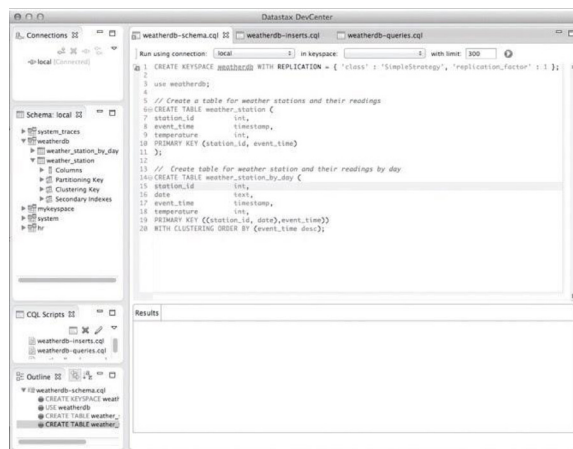 Datastax DevCenter
Connections
local (Connected)
Schema: local
system_traces
weatherdb
weather_station_by_day
weather_station
Columns
Partitioning Key
Clustering Key
Secondary Indexes
mykeyspace
system
hr
CQL Scripts
weatherdb-inserts.cql
weatherdb-queries.cql
Outline
weatherdb-schema.cql
CREATE KEYSPACE weath
USE weatherdb
CREATE TABLE weather_
CREATE TABLE weather_
weatherdb-schema.cql weatherdb-inserts.cql weatherdb-queries.cql
Run using connection: local in keyspace: with limit: 300
1 CREATE KEYSPACE weatherdb WITH REPLICATION = { 'class' : 'SimpleStrategy', 'replication_factor' : 1 };
2
3 use weatherdb;
4
5 // Create a table for weather stations and their readings
6 CREATE TABLE weather_station (
7 station_id int,
8 event_time timestamp,
9 temperature int,
10 PRIMARY KEY (station_id, event_time)
11 );
12
13 // Create table for weather station and their readings by day
14 CREATE TABLE weather_station_by_day (
15 station_id int,
16 date text,
17 event_time timestamp,
18 temperature int,
19 PRIMARY KEY ((station_id, date),event_time))
20 WITH CLUSTERING ORDER BY (event_time desc);
Results